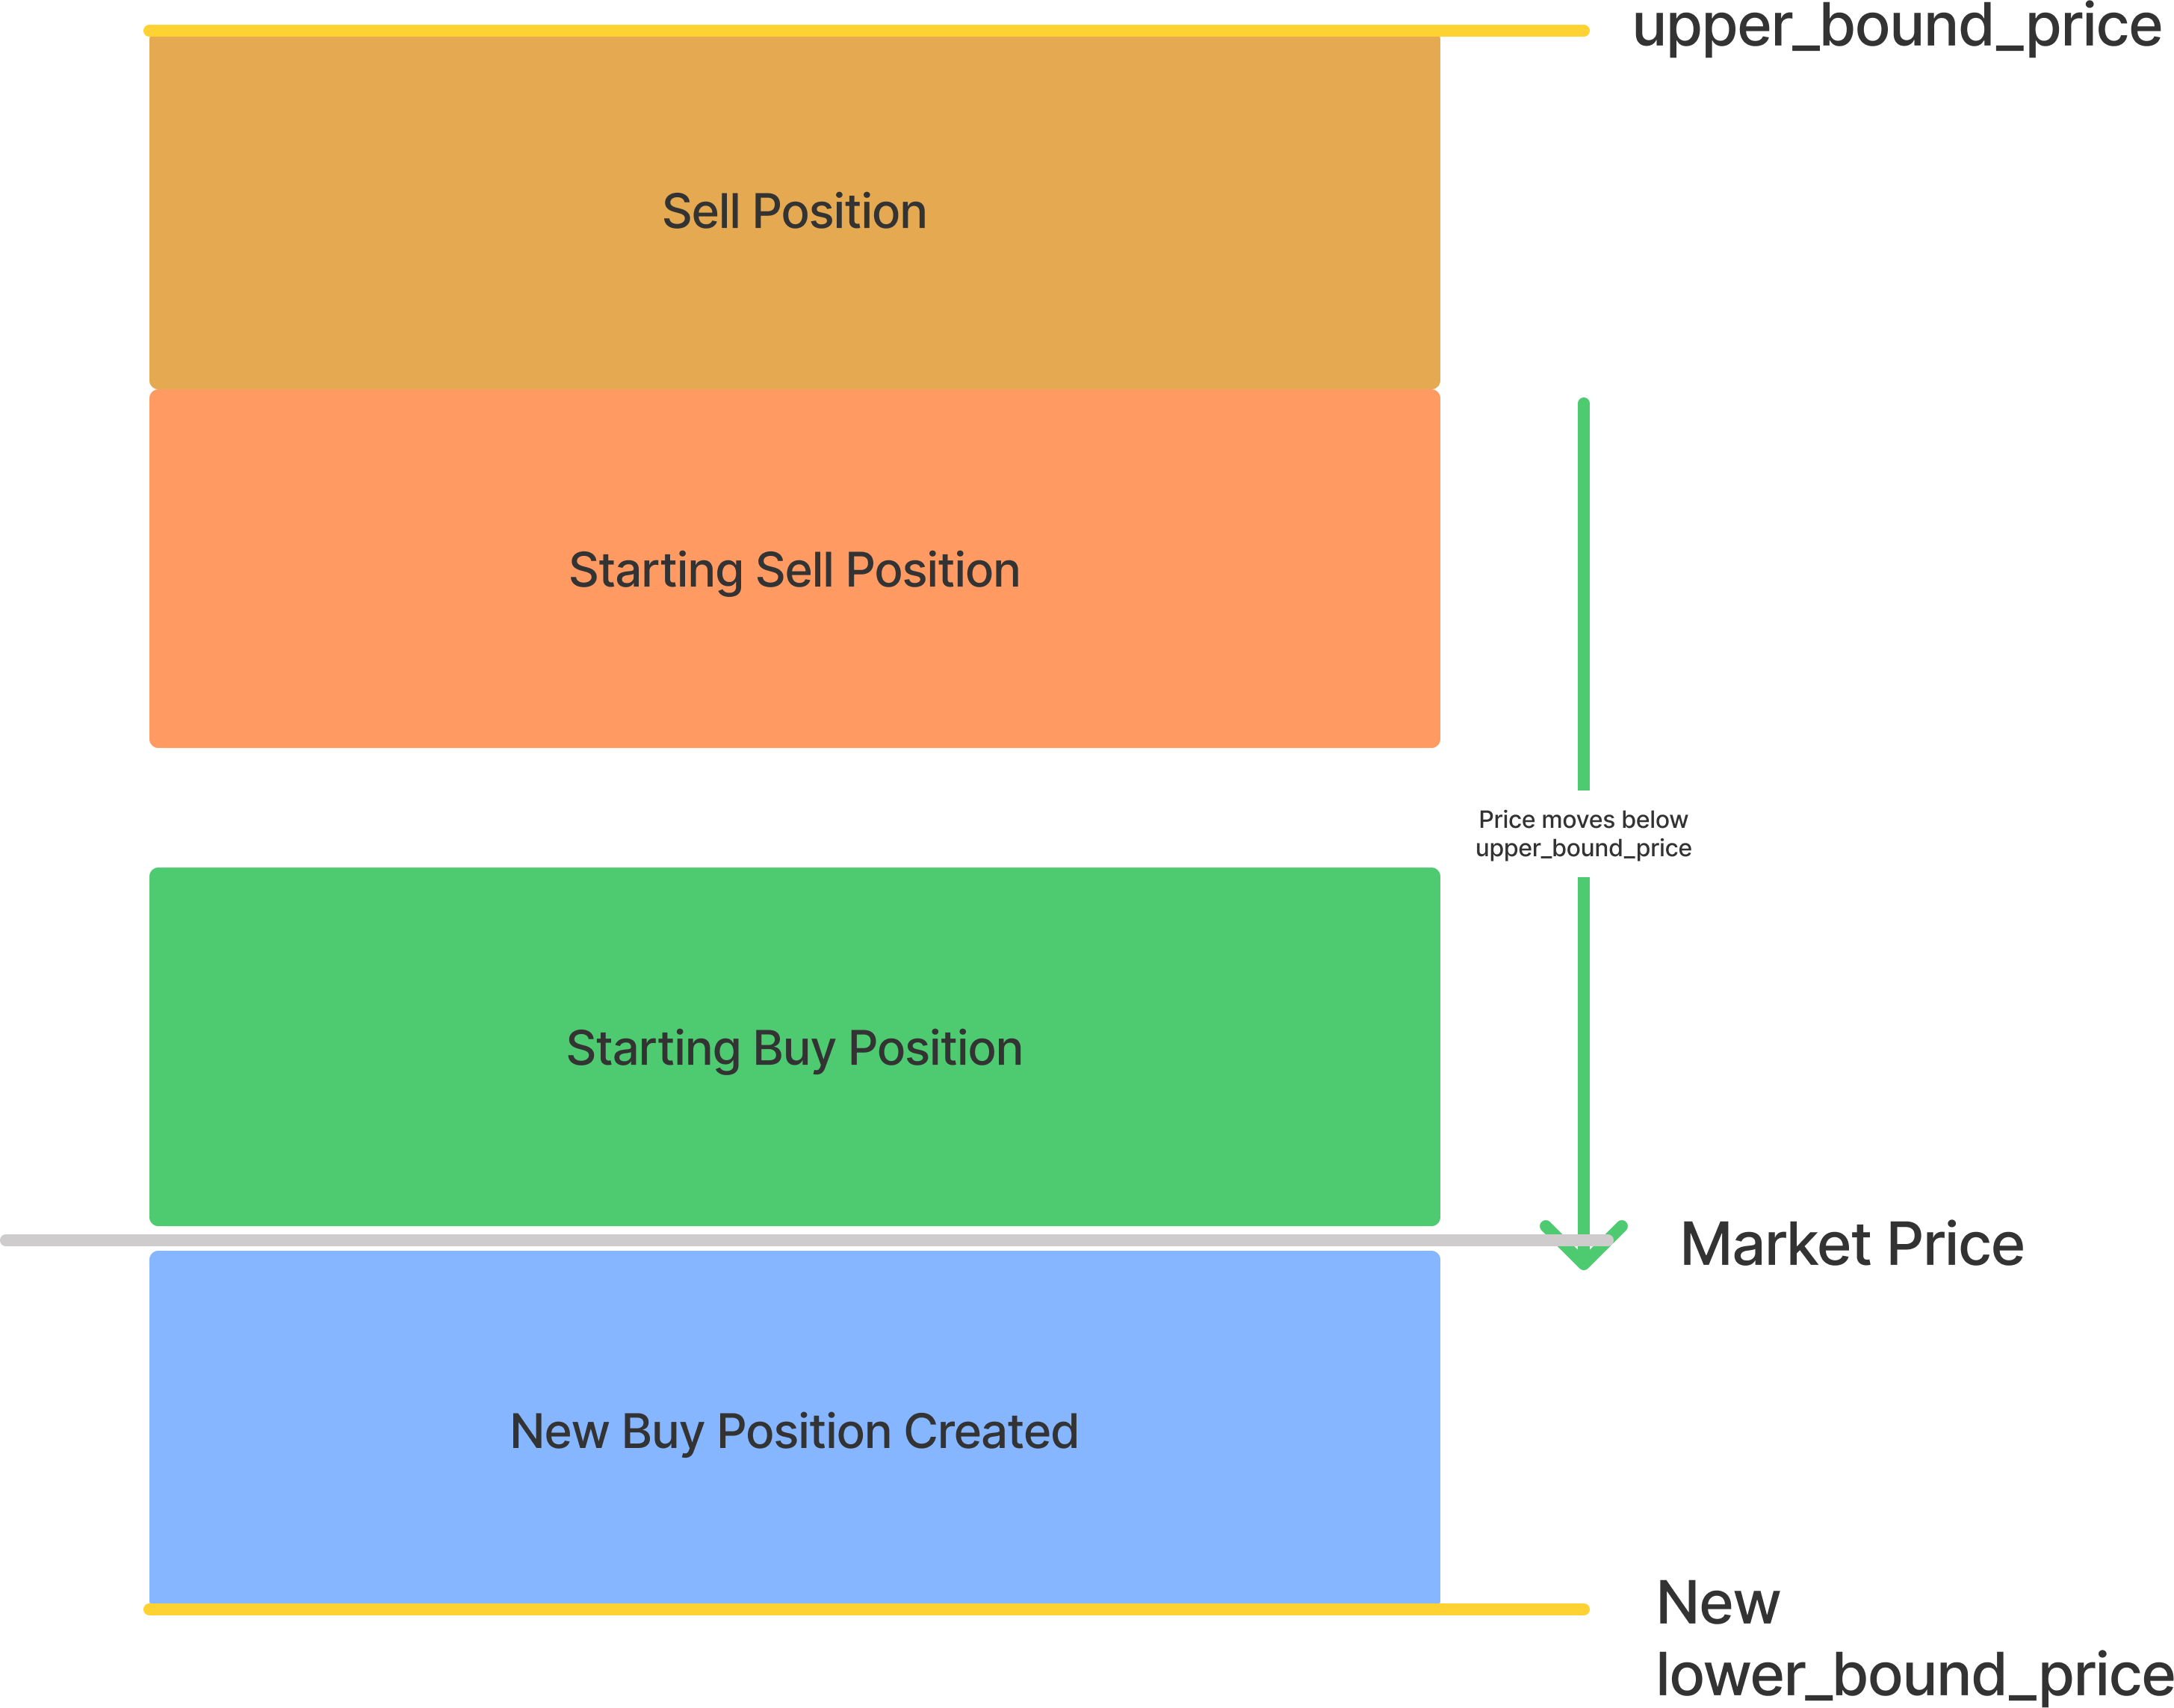 upper_bound_price
Sell Position
Starting Sell Position
Price moves below
upper_bound_price
Starting Buy Position
Market Price
New Buy Position Created
New
lower_bound_price